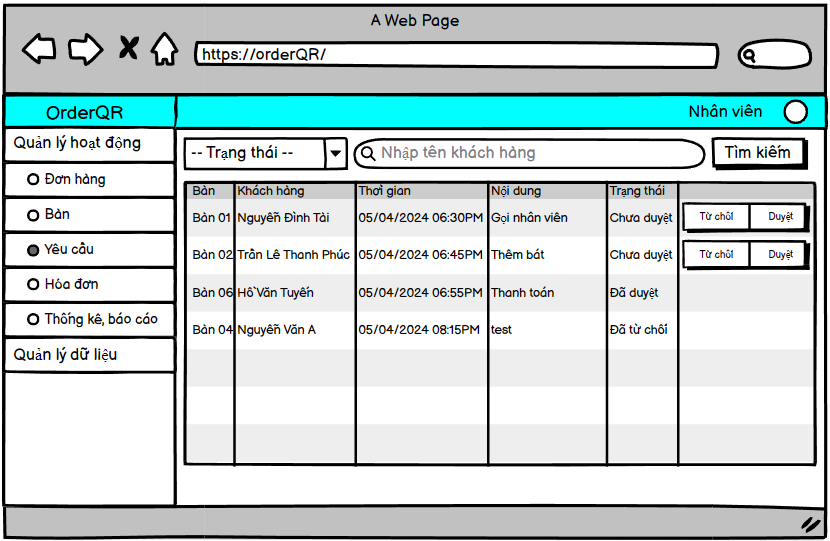 A Web Page
https://orderQR/
OrderQR
Nhân viên
Quản lý hoạt động
Đơn hàng
Bàn
Yêu cầu
Hóa đơn
Thống kê, báo cáo
Quản lý dữ liệu
-- Trạng thái --
Nhập tên khách hàng
Tìm kiếm
Bàn Khách hàng Thời gian Nội dung Trạng thái
Bàn 01 Nguyễn Đình Tài 05/04/2024 06:30PM Gọi nhân viên Chưa duyệt Từ chối Duyệt
Bàn 02 Trần Lê Thanh Phúc 05/04/2024 06:45PM Thêm bát Chưa duyệt Từ chối Duyệt
Bàn 06 Hồ Văn Tuyến 05/04/2024 06:55PM Thanh toán Đã duyệt
Bàn 04 Nguyễn Văn A 05/04/2024 08:15PM test Đã từ chối